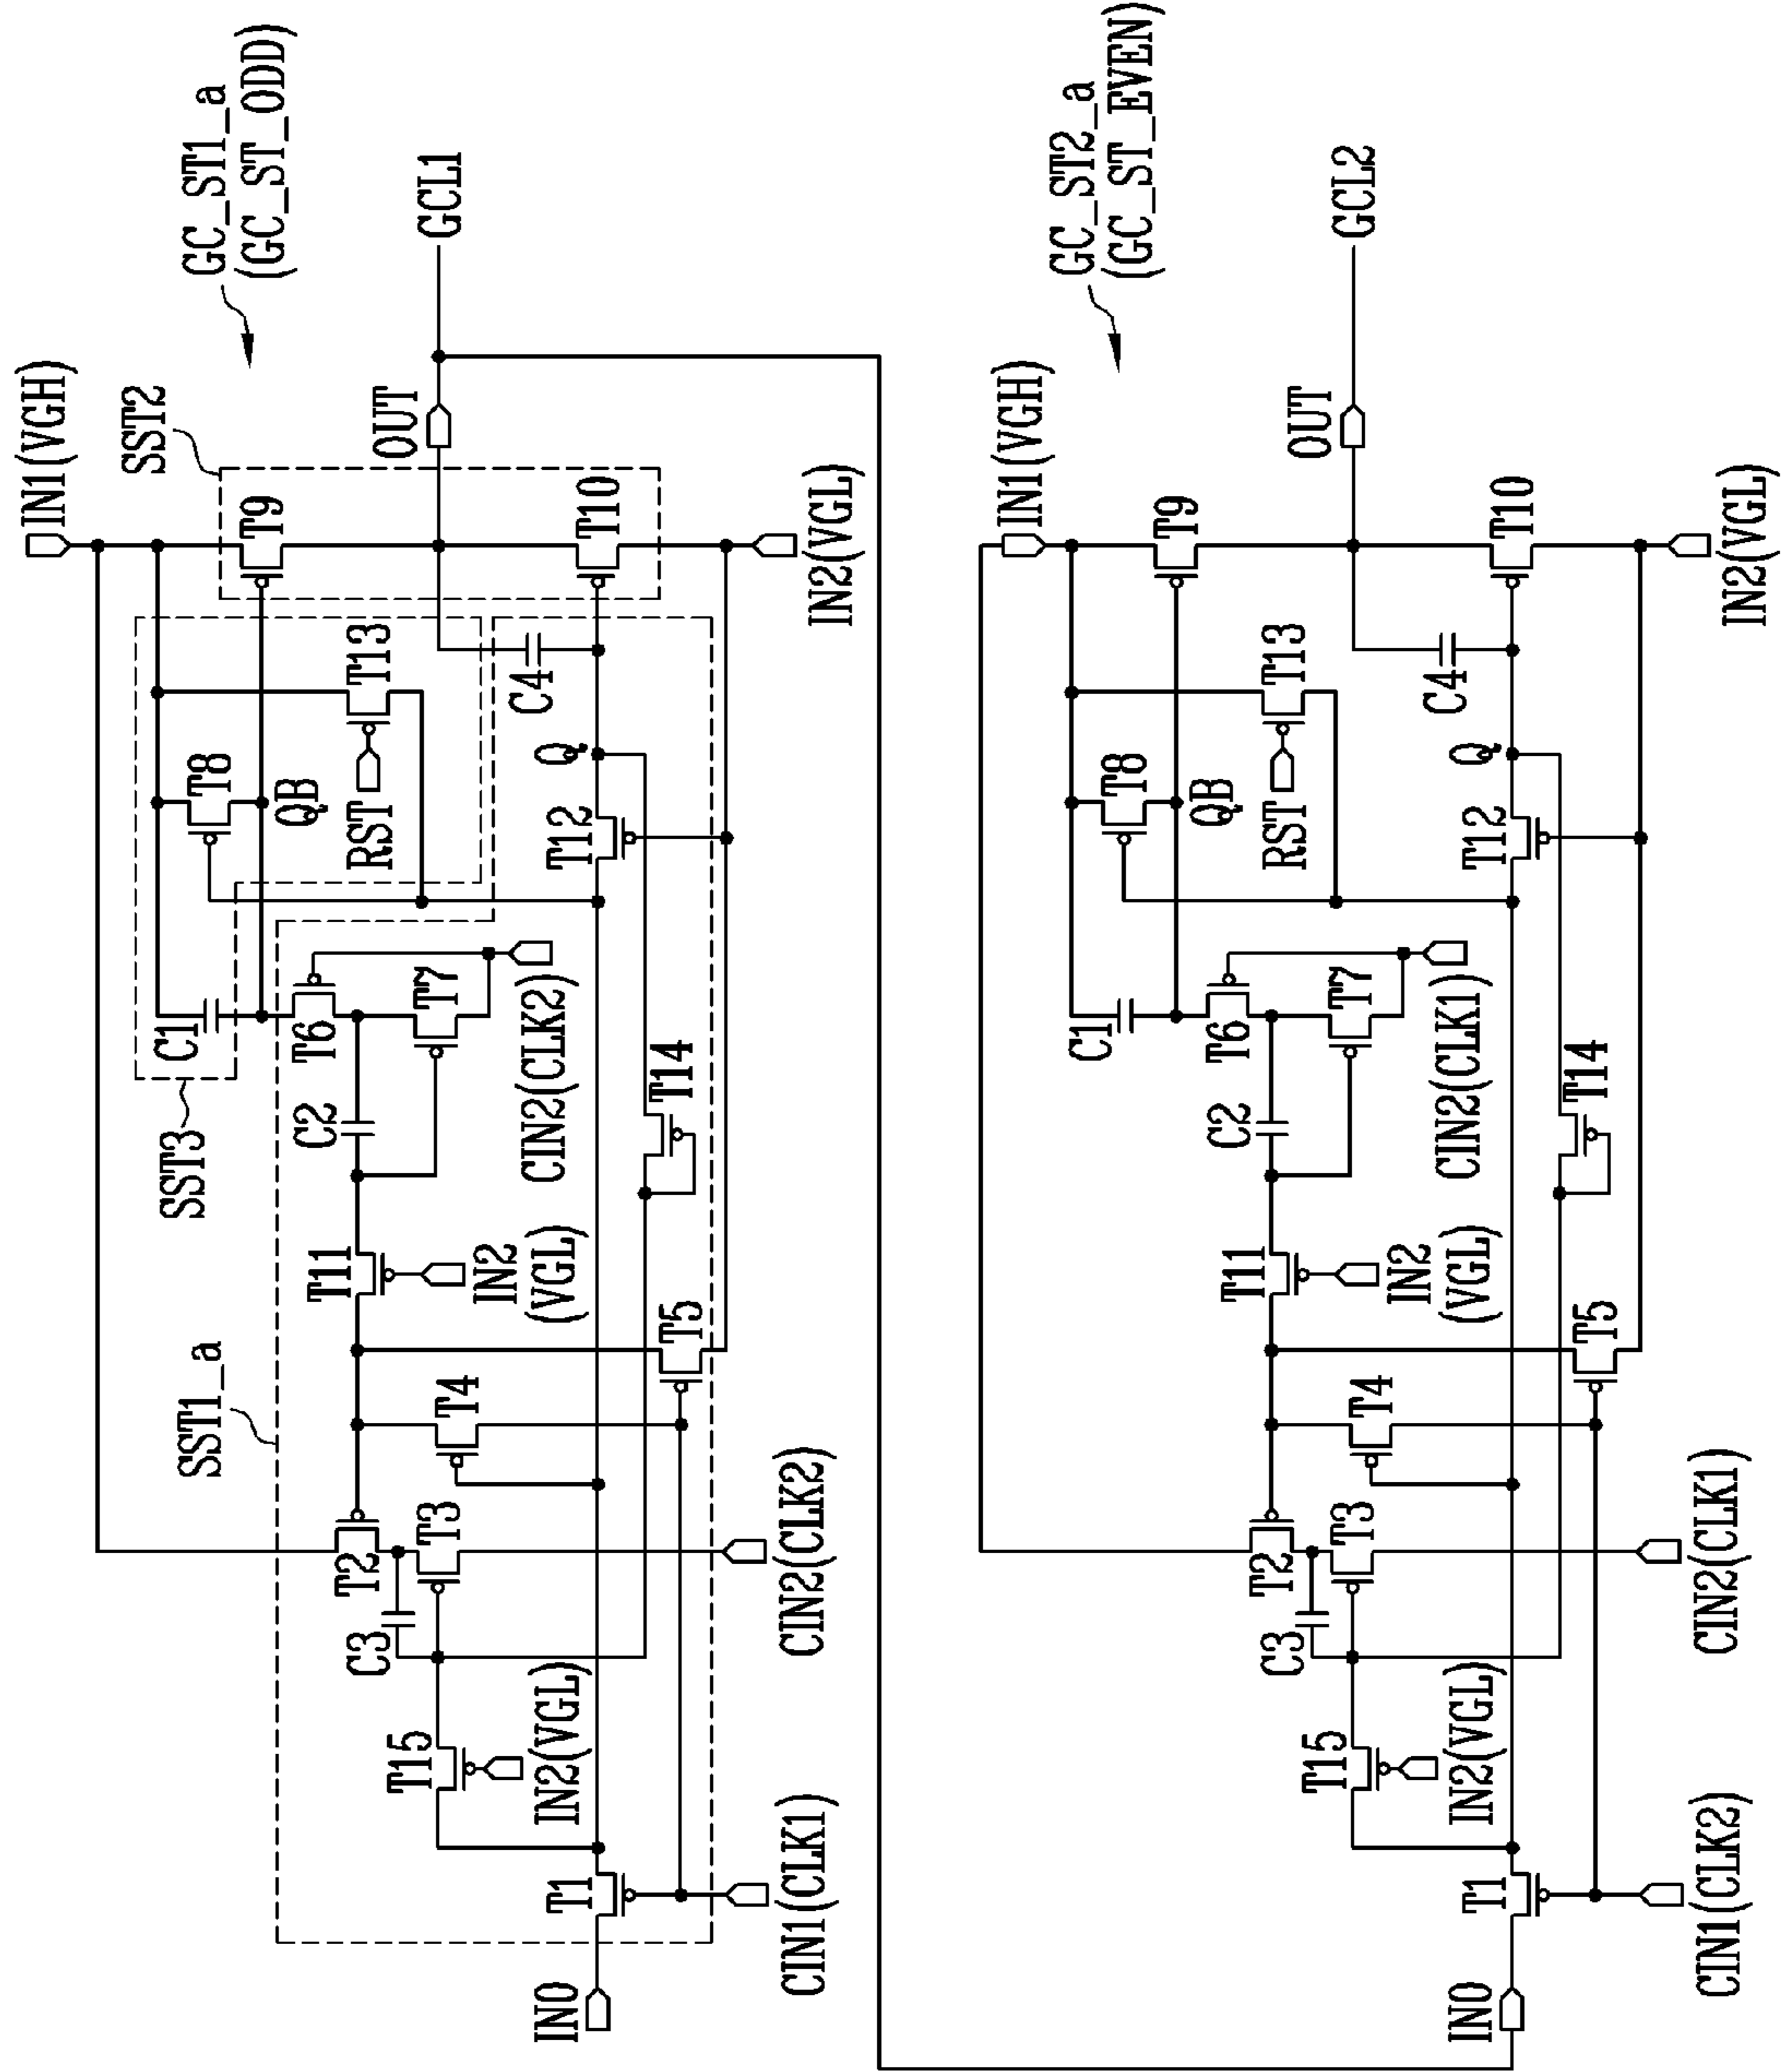 IN1(VGH)
GC_ST1_a
(GC_ST_ODD)
SST2
SST3
C1
T8
QB
T9
T13
RST
OUT
GCL1
SST1_a
T2
C3
T3
T4
T11
IN2
(VGL)
C2
T6
T7
CIN2(CLK2)
C4
Q
T12
T10
T15
IN2(VGL)
T14
T5
T1
IN0
CIN1(CLK1)
CIN2(CLK2)
IN2(VGL)
IN1(VGH)
GC_ST2_a
(GC_ST_EVEN)
C1
T8
QB
T9
T13
RST
OUT
GCL2
T2
C3
T3
T4
T11
IN2
(VGL)
C2
T6
T7
CIN2(CLK1)
C4
Q
T12
T10
T15
IN2(VGL)
T14
T5
T1
IN0
CIN1(CLK2)
CIN2(CLK1)
IN2(VGL)